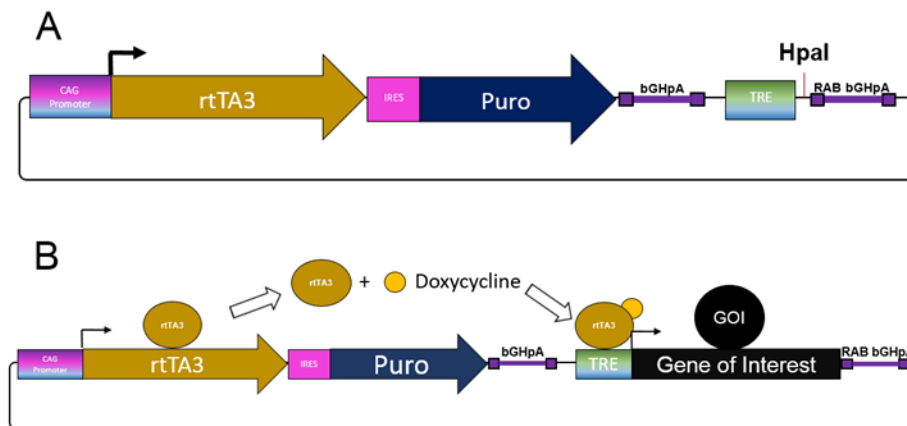 A
HpaI
CAG
Promoter
rtTA3
IRES
Puro
bGHpA
TRE
RAB bGHpA
B
rtTA3
rtTA3
+
Doxycycline
rtTA3
GOI
CAG
Promoter
rtTA3
IRES
Puro
bGHpA
TRE
Gene of Interest
RAB bGHpA